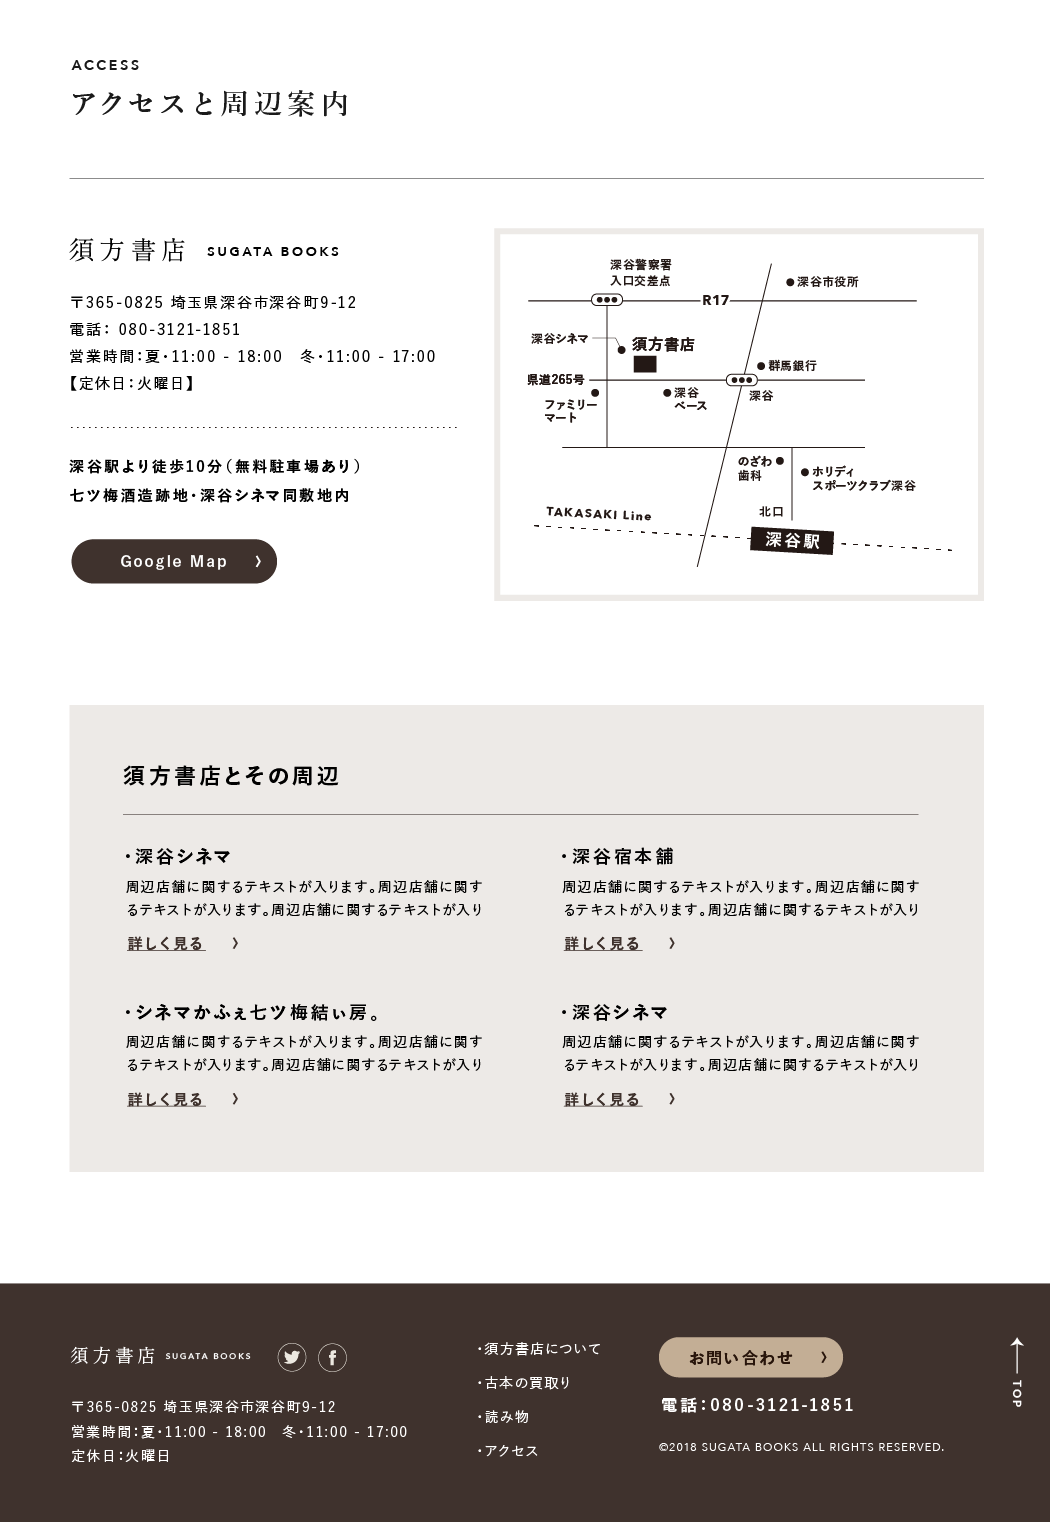 ACCESS
アクセスと周辺案内
須方書店 SUGATA BOOKS
〒365-0825 埼玉県深谷市深谷町9-12
電話： 080-3121-1851
営業時間：夏・11:00 - 18:00　冬・11:00 - 17:00
【定休日：火曜日】
深谷駅より徒歩10分（無料駐車場あり）
七ツ梅酒造跡地・深谷シネマ同敷地内
Google Map ›
深谷警察署
入口交差点
深谷市役所
R17
深谷シネマ
須方書店
群馬銀行
県道265号
深谷
ベース
深谷
ファミリー
マート
のざわ
歯科
ホリディ
スポーツクラブ深谷
北口
TAKASAKI Line
深谷駅
須方書店とその周辺
・深谷シネマ
周辺店舗に関するテキストが入ります。周辺店舗に関す
るテキストが入ります。周辺店舗に関するテキストが入り
詳しく見る ›
・深谷宿本舗
周辺店舗に関するテキストが入ります。周辺店舗に関す
るテキストが入ります。周辺店舗に関するテキストが入り
詳しく見る ›
・シネマかふぇ七ツ梅結ぃ房。
周辺店舗に関するテキストが入ります。周辺店舗に関す
るテキストが入ります。周辺店舗に関するテキストが入り
詳しく見る ›
・深谷シネマ
周辺店舗に関するテキストが入ります。周辺店舗に関す
るテキストが入ります。周辺店舗に関するテキストが入り
詳しく見る ›
須方書店 SUGATA BOOKS
〒365-0825 埼玉県深谷市深谷町9-12
営業時間：夏・11:00 - 18:00　冬・11:00 - 17:00
定休日：火曜日
・須方書店について
・古本の買取り
・読み物
・アクセス
お問い合わせ ›
電話：080-3121-1851
©2018 SUGATA BOOKS ALL RIGHTS RESERVED.
TOP